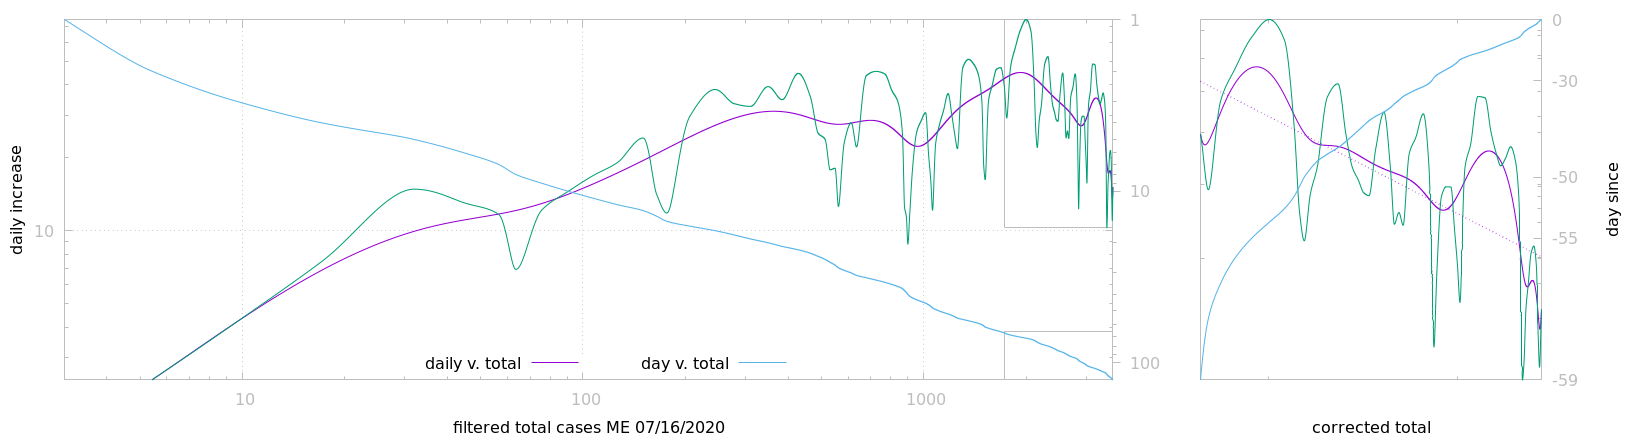 daily increase
10
daily v. total
day v. total
10
100
1000
filtered total cases ME 07/16/2020
1
10
100
0
-30
-50
-55
-59
day since
corrected total